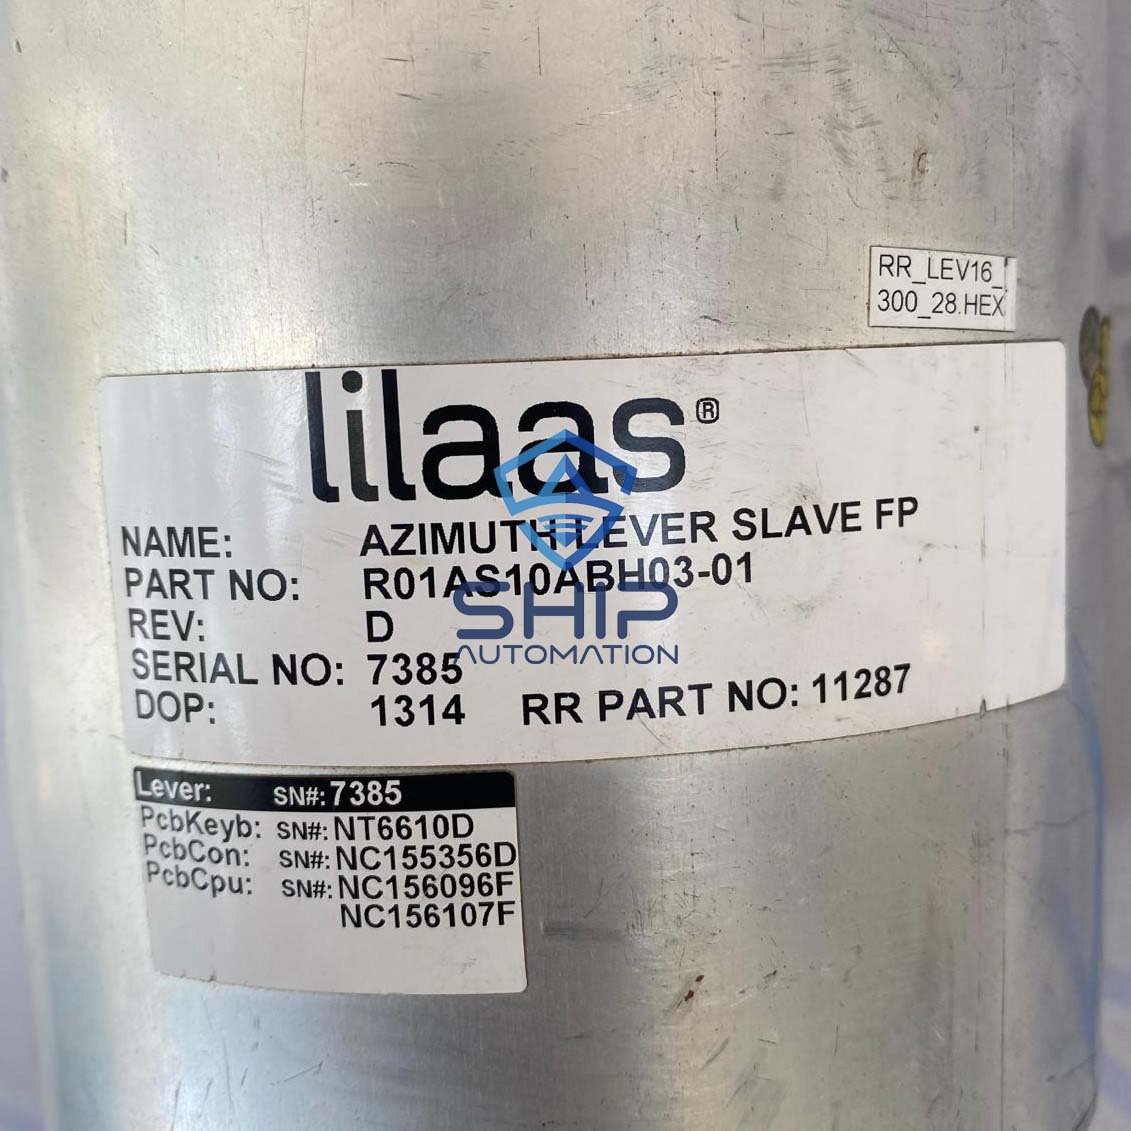 RR_LEV16_
300_28.HEX
lilaas®
NAME: AZIMUTH LEVER SLAVE FP
PART NO: R01AS10ABH03-01
REV: D
SERIAL NO: 7385
DOP: 1314 RR PART NO: 11287
SHIP
AUTOMATION
Lever: SN#: 7385
PcbKeyb: SN#: NT6610D
PcbCon: SN#: NC155356D
PcbCpu: SN#: NC156096F
NC156107F